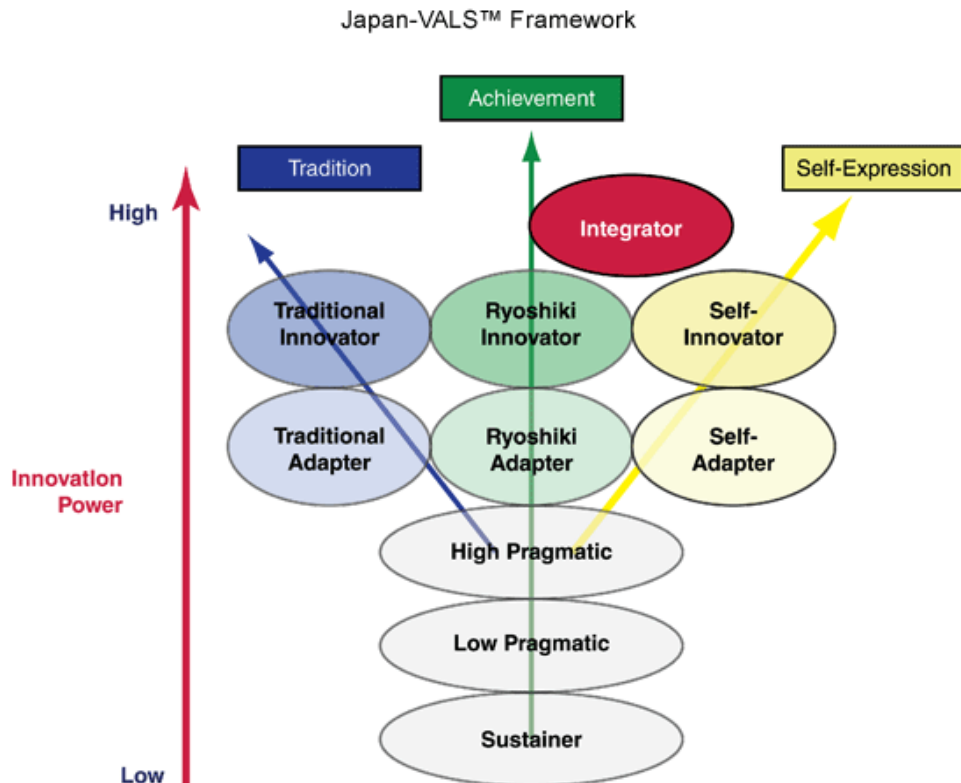 Japan-VALS™ Framework
Achievement
Tradition
Self-Expression
High
Integrator
Traditional
Innovator
Ryoshiki
Innovator
Self-
Innovator
Traditional
Adapter
Ryoshiki
Adapter
Self-
Adapter
Innovation
Power
High Pragmatic
Low Pragmatic
Sustainer
Low